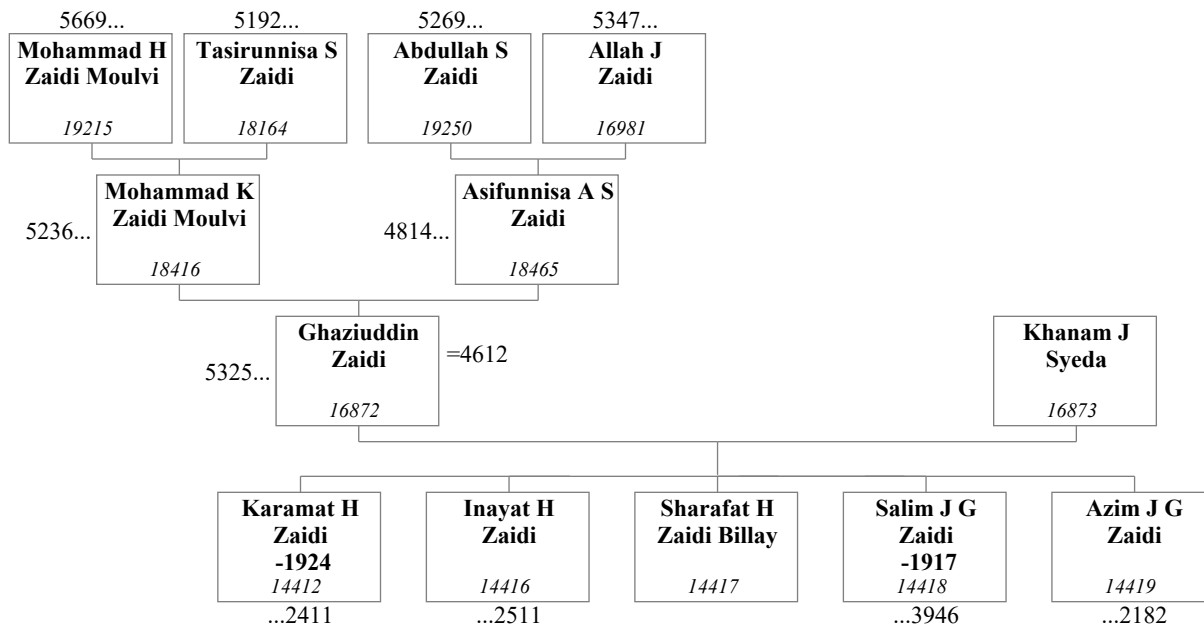 5669...
5192...
5269...
5347...
Mohammad H
Zaidi Moulvi
19215
Tasirunnisa S
Zaidi
18164
Abdullah S
Zaidi
19250
Allah J
Zaidi
16981
5236...
Mohammad K
Zaidi Moulvi
18416
4814...
Asifunnisa A S
Zaidi
18465
5325...
Ghaziuddin
Zaidi
16872
=4612
Khanam J
Syeda
16873
Karamat H
Zaidi
-1924
14412
...2411
Inayat H
Zaidi
14416
...2511
Sharafat H
Zaidi Billay
14417
Salim J G
Zaidi
-1917
14418
...3946
Azim J G
Zaidi
14419
...2182